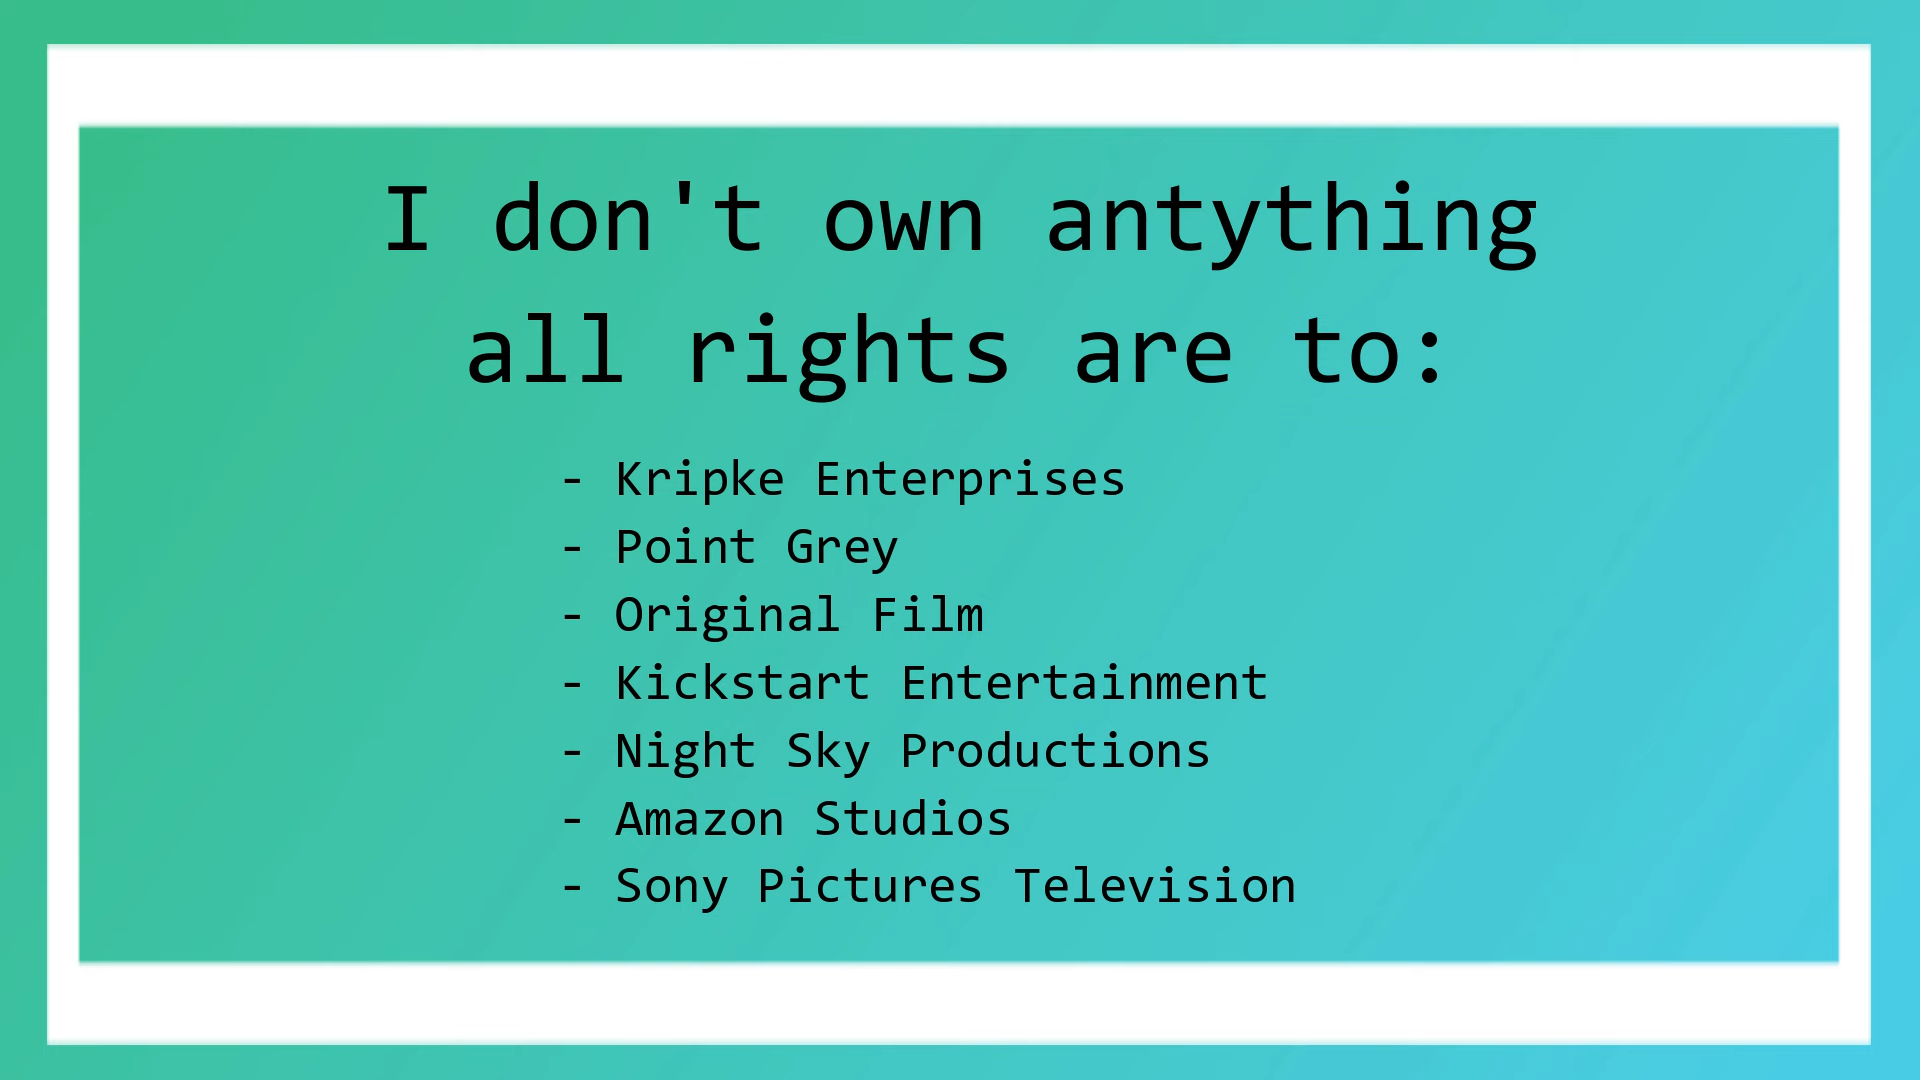 I don't own antything
all rights are to:
- Kripke Enterprises
- Point Grey
- Original Film
- Kickstart Entertainment
- Night Sky Productions
- Amazon Studios
- Sony Pictures Television